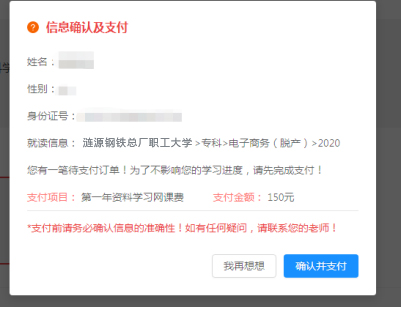 ? 信息确认及支付
姓名：
性别：
身份证号：
就读信息： 涟源钢铁总厂职工大学 >专科>电子商务（脱产）>2020
您有一笔待支付订单！为了不影响您的学习进度，请先完成支付！
支付项目： 第一年资料学习网课费 支付金额： 150元
*支付前请务必确认信息的准确性！如有任何疑问，请联系您的老师！
我再想想 确认并支付